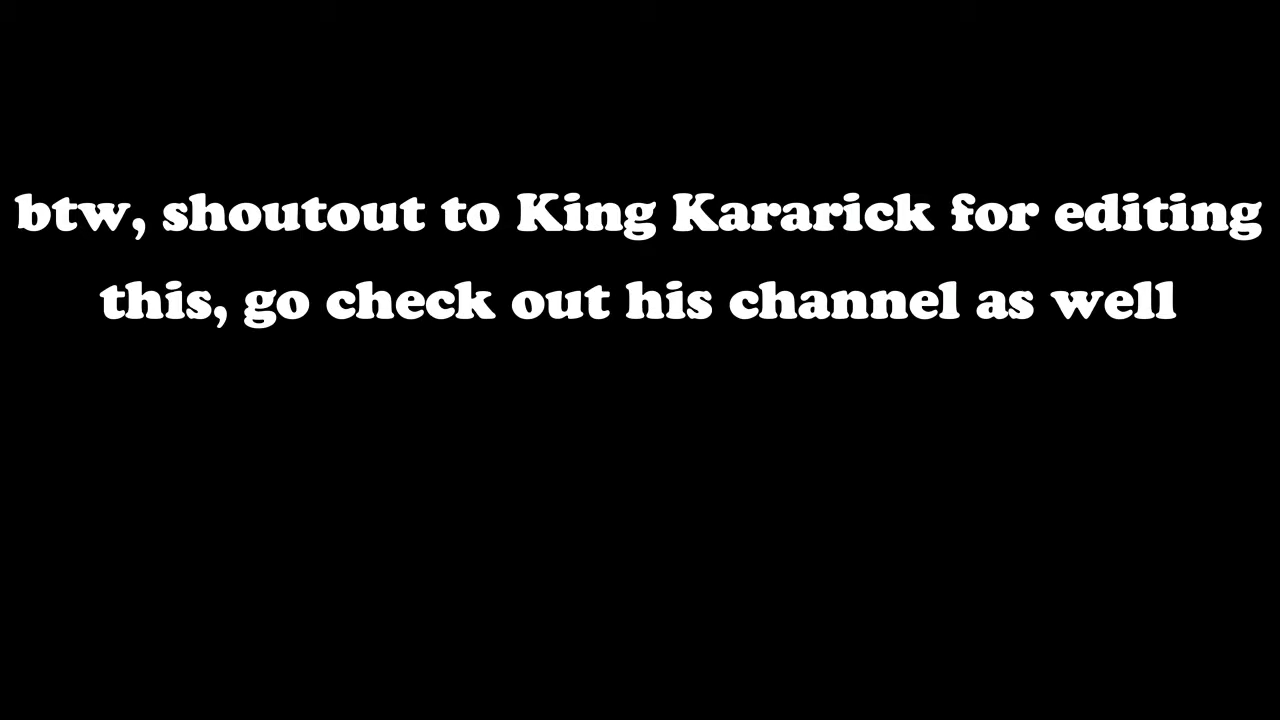 btw, shoutout to King Kararick for editing
this, go check out his channel as well